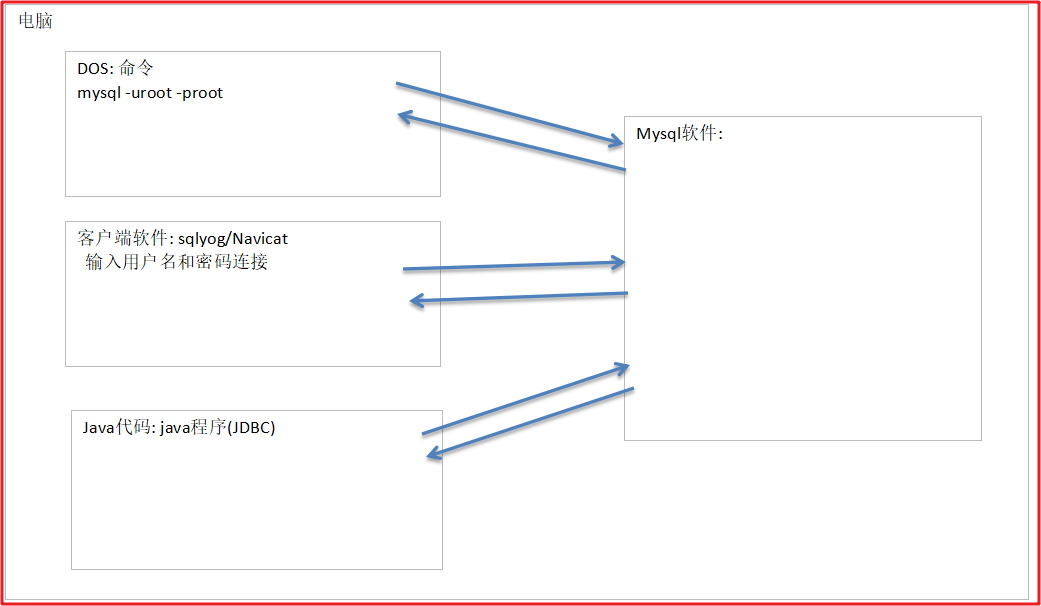 电脑
DOS: 命令
mysql -uroot -proot
Mysql软件:
客户端软件: sqlyog/Navicat
输入用户名和密码连接
Java代码: java程序(JDBC)